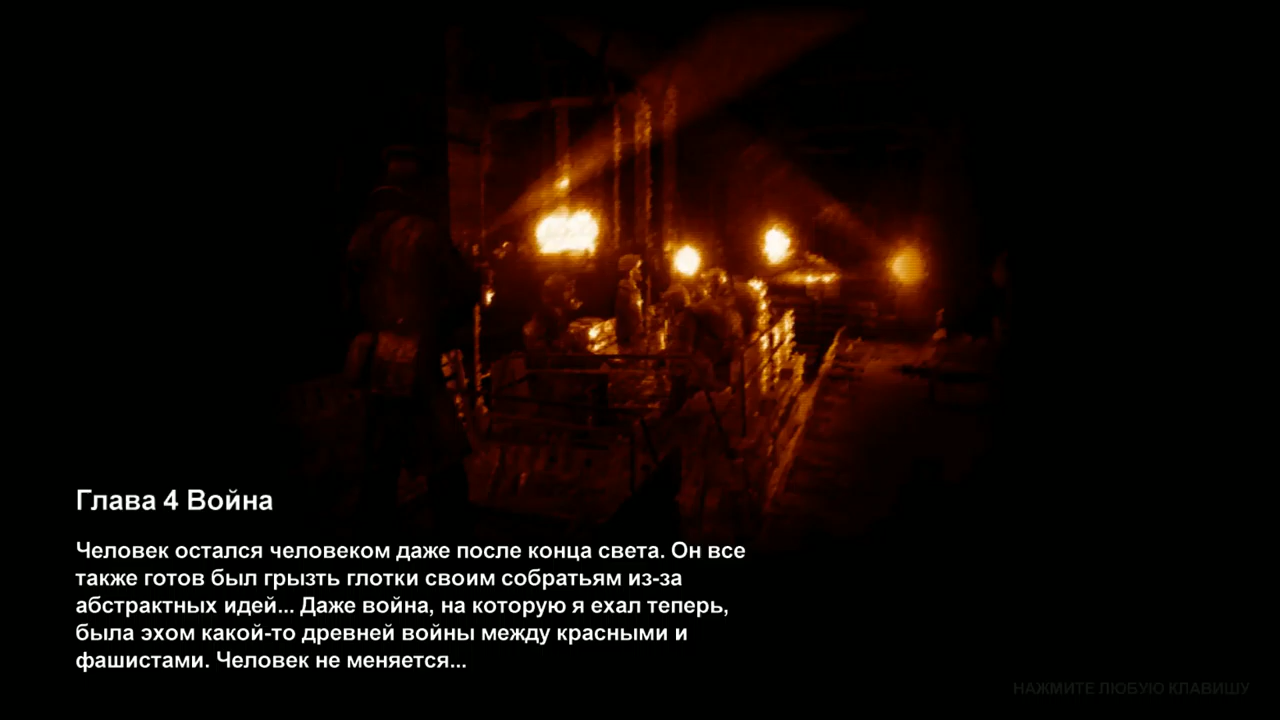 Глава 4 Война
Человек остался человеком даже после конца света. Он все
также готов был грызть глотки своим собратьям из-за
абстрактных идей... Даже война, на которую я ехал теперь,
была эхом какой-то древней войны между красными и
фашистами. Человек не меняется...
НАЖМИТЕ ЛЮБУЮ КЛАВИШУ